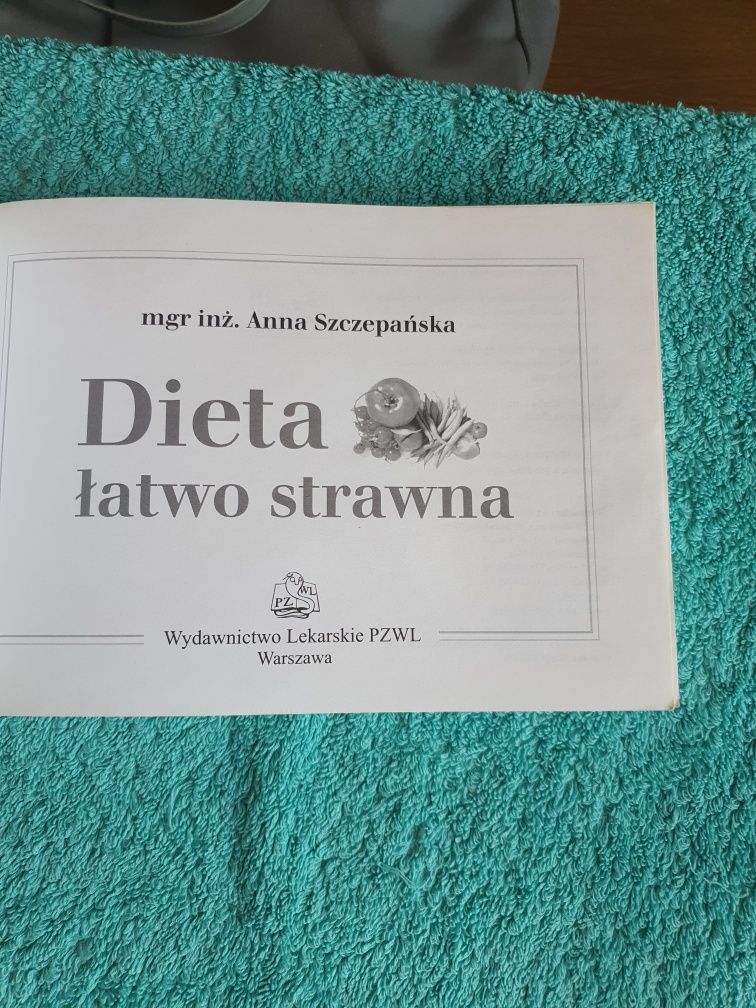 mgr inż. Anna Szczepańska
Dieta
łatwo strawna
PZWL
Wydawnictwo Lekarskie PZWL
Warszawa